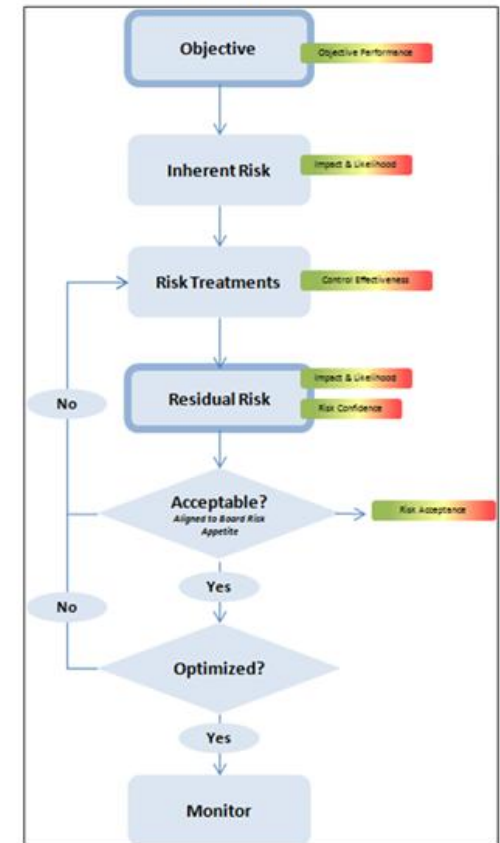 Objective
Objective Performance
Inherent Risk
Impact & Likelihood
Risk Treatments
Control Effectiveness
Impact & Likelihood
Residual Risk
Risk Confidence
No
Acceptable?
Aligned to Board Risk
Appetite
Risk Acceptance
Yes
No
Optimized?
Yes
Monitor